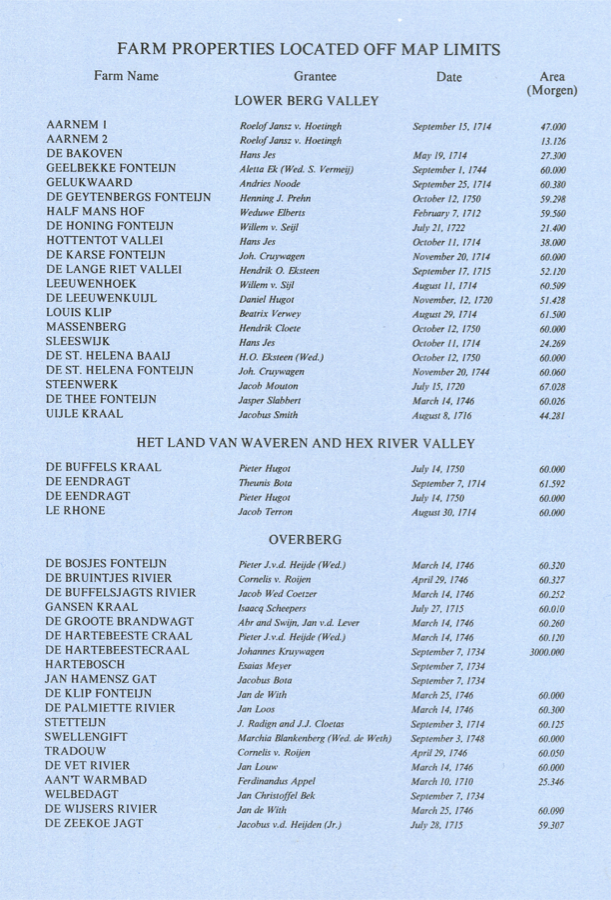 FARM PROPERTIES LOCATED OFF MAP LIMITS
Farm Name Grantee Date Area
(Morgen)
LOWER BERG VALLEY
AARNEM 1 Roelof Jansz v. Hoetingh September 15, 1714 47.000
AARNEM 2 Roelof Jansz v. Hoetingh 13.126
DE BAKOVEN Hans Jes May 19, 1714 27.300
GEELBEKKE FONTEIJN Aletta Ek (Wed. S. Vermeij) September 1, 1744 60.000
GELUKWAARD Andries Noode September 25, 1714 60.380
DE GEYTENBERGS FONTEIJN Henning J. Prehn October 12, 1750 59.298
HALF MANS HOF Weduwe Elberts February 7, 1712 59.560
DE HONING FONTEIJN Willem v. Seijl July 21, 1722 21.400
HOTTENTOT VALLEI Hans Jes October 11, 1714 38.000
DE KARSE FONTEIJN Joh. Cruywagen November 20, 1714 60.000
DE LANGE RIET VALLEI Hendrik O. Eksteen September 17, 1715 52.120
LEEUWENHOEK Willem v. Sijl August 11, 1714 60.509
DE LEEUWENKUIJL Daniel Hugot November, 12, 1720 51.428
LOUIS KLIP Beatrix Verwey August 29, 1714 61.500
MASSENBERG Hendrik Cloete October 12, 1750 60.000
SLEESWIJK Hans Jes October 11, 1714 24.269
DE ST. HELENA BAAIJ H.O. Eksteen (Wed.) October 12, 1750 60.000
DE ST. HELENA FONTEIJN Joh. Cruywagen November 20, 1744 60.060
STEENWERK Jacob Mouton July 15, 1720 67.028
DE THEE FONTEIJN Jasper Slabbert March 14, 1746 60.026
UIJLE KRAAL Jacobus Smith August 8, 1716 44.281
HET LAND VAN WAVEREN AND HEX RIVER VALLEY
DE BUFFELS KRAAL Pieter Hugot July 14, 1750 60.000
DE EENDRAGT Theunis Bota September 7, 1714 61.592
DE EENDRAGT Pieter Hugot July 14, 1750 60.000
LE RHONE Jacob Terron August 30, 1714 60.000
OVERBERG
DE BOSJES FONTEIJN Pieter J.v.d. Heijde (Wed.) March 14, 1746 60.320
DE BRUINTJES RIVIER Cornelis v. Roijen April 29, 1746 60.327
DE BUFFELSJAGTS RIVIER Jacob Wed Coetzer March 14, 1746 60.252
GANSEN KRAAL Isaacq Scheepers July 27, 1715 60.010
DE GROOTE BRANDWAGT Abr and Swijn, Jan v.d. Lever March 14, 1746 60.260
DE HARTEBEESTE CRAAL Pieter J.v.d. Heijde (Wed.) March 14, 1746 60.120
DE HARTEBEESTECRAAL Johannes Kruywagen September 7, 1734 3000.000
HARTEBOSCH Esaias Meyer September 7, 1734
JAN HAMENSZ GAT Jacobus Bota September 7, 1734
DE KLIP FONTEIJN Jan de With March 25, 1746 60.000
DE PALMIETTE RIVIER Jan Loos March 14, 1746 60.300
STETTEIJN J. Radign and J.J. Cloetas September 3, 1714 60.125
SWELLENGIFT Marchia Blankenberg (Wed. de Weth) September 3, 1748 60.000
TRADOUW Cornelis v. Roijen April 29, 1746 60.050
DE VET RIVIER Jan Louw March 14, 1746 60.000
AAN'T WARMBAD Ferdinandus Appel March 10, 1710 25.346
WELBEDAGT Jan Christoffel Bek September 7, 1734
DE WIJSERS RIVIER Jan de With March 25, 1746 60.090
DE ZEEKOE JAGT Jacobus v.d. Heijden (Jr.) July 28, 1715 59.307